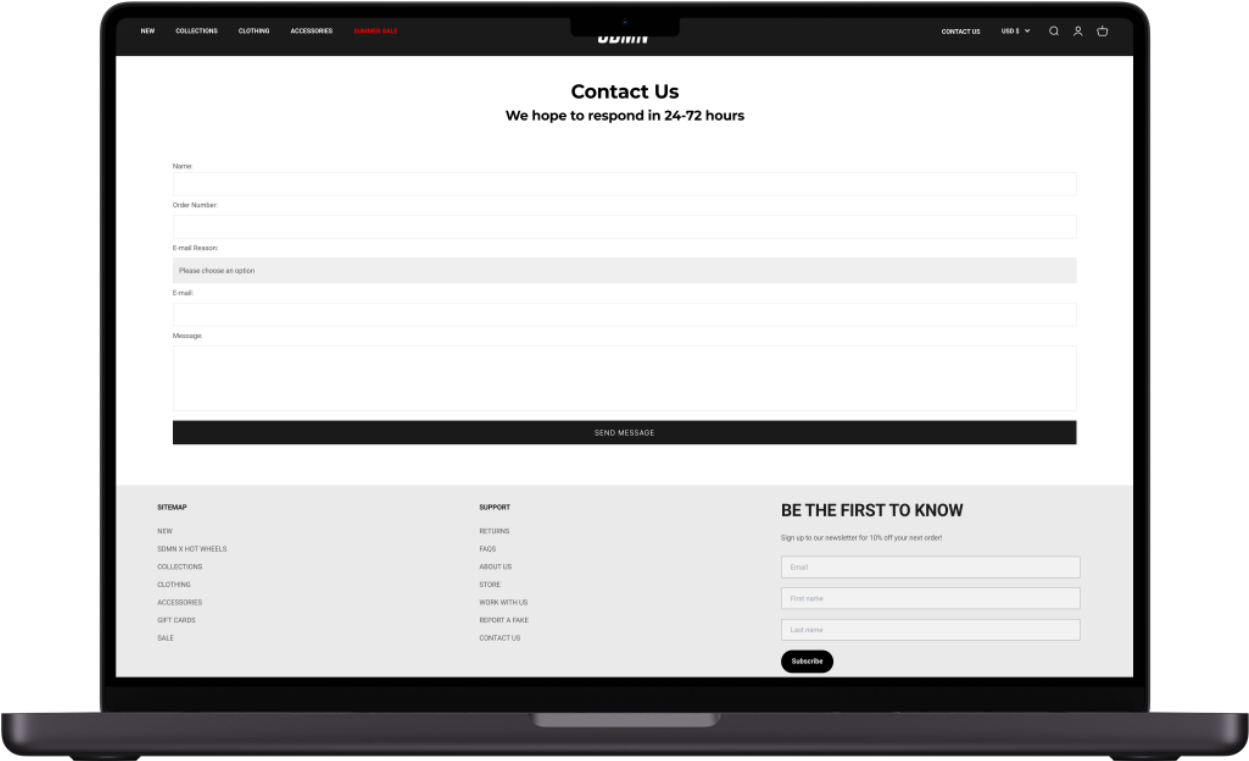 NEW COLLECTIONS CLOTHING ACCESSORIES SUMMER SALE
SDMN
CONTACT US USD $
Contact Us
We hope to respond in 24-72 hours
Name:
Order Number:
E-mail Reason:
Please choose an option
E-mail:
Message:
SEND MESSAGE
SITEMAP
NEW
SDMN X HOT WHEELS
COLLECTIONS
CLOTHING
ACCESSORIES
GIFT CARDS
SALE
SUPPORT
RETURNS
FAQS
ABOUT US
STORE
WORK WITH US
REPORT A FAKE
CONTACT US
BE THE FIRST TO KNOW
Sign up to our newsletter for 10% off your next order!
Email
First name
Last name
Subscribe